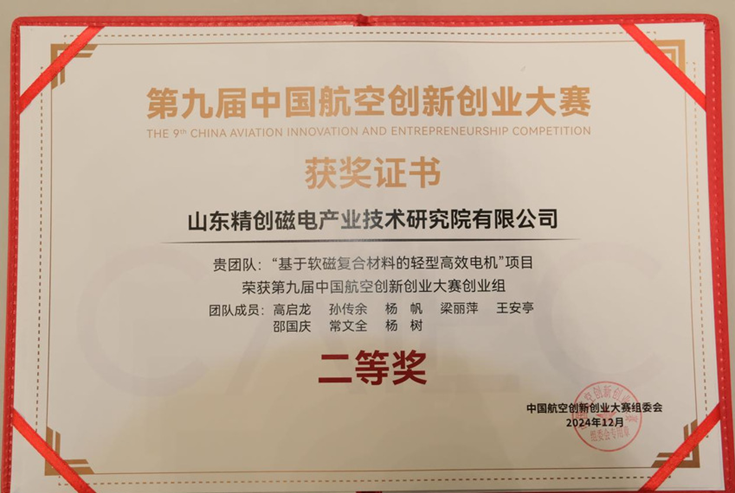 第九届中国航空创新创业大赛
THE 9th CHINA AVIATION INNOVATION AND ENTREPRENEURSHIP COMPETITION
获奖证书
山东精创磁电产业技术研究院有限公司
贵团队：“基于软磁复合材料的轻型高效电机”项目
荣获第九届中国航空创新创业大赛创业组
团队成员：高启龙 孙传余 杨 帆 梁丽萍 王安亭
邵国庆 常文全 杨 树
二等奖
中国航空创新创业大赛组委会
2024年12月